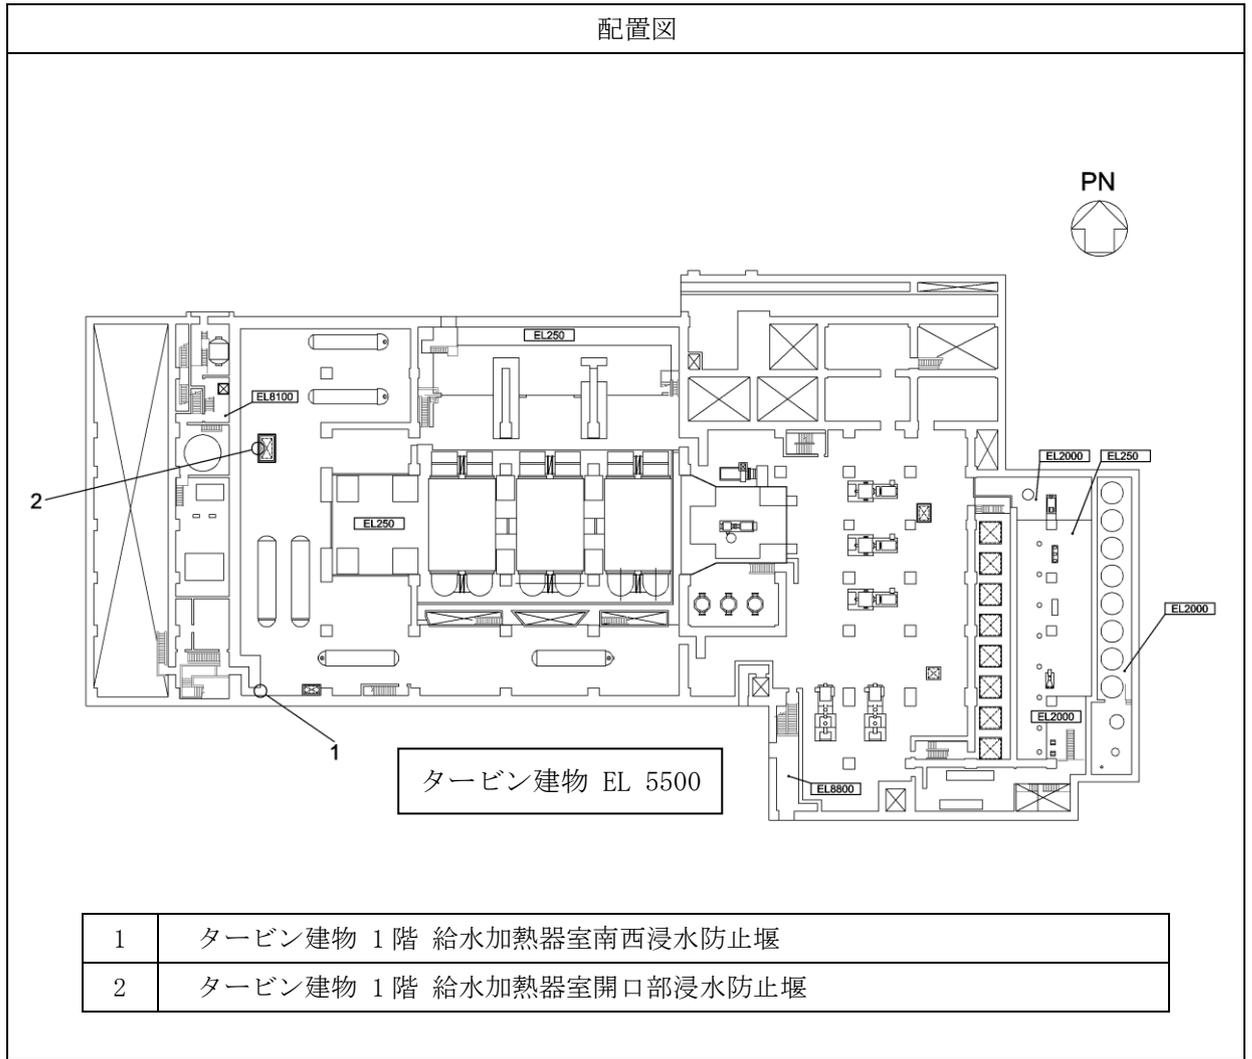 配置図
PN
EL250
EL8100
EL2000
EL250
2
EL250
EL2000
EL2000
1
タービン建物 EL 5500
EL8800
1 タービン建物 1階 給水加熱器室南西浸水防止堰
2 タービン建物 1階 給水加熱器室開口部浸水防止堰